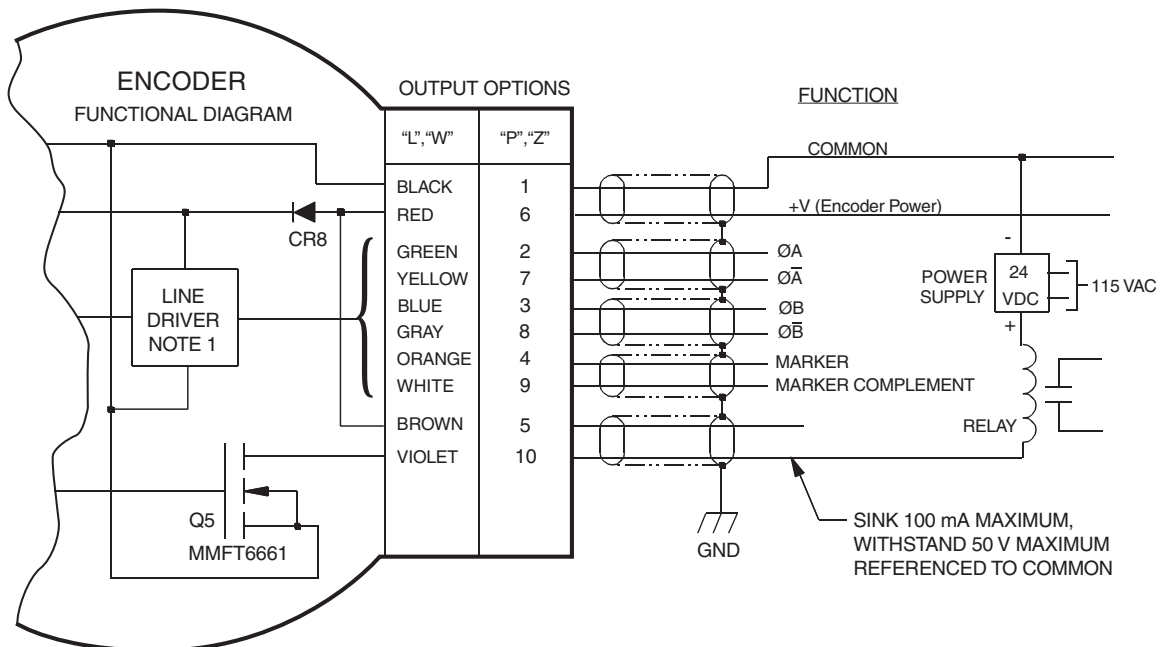 ENCODER
FUNCTIONAL DIAGRAM
OUTPUT OPTIONS
FUNCTION
"L","W"
"P","Z"
BLACK 1
RED 6
GREEN 2
YELLOW 7
BLUE 3
GRAY 8
ORANGE 4
WHITE 9
BROWN 5
VIOLET 10
CR8
LINE
DRIVER
NOTE 1
Q5
MMFT6661
COMMON
+V (Encoder Power)
ØA
ØA̅
ØB
ØB̅
MARKER
MARKER COMPLEMENT
-
POWER
SUPPLY
24
VDC
115 VAC
+
RELAY
GND
SINK 100 mA MAXIMUM,
WITHSTAND 50 V MAXIMUM
REFERENCED TO COMMON